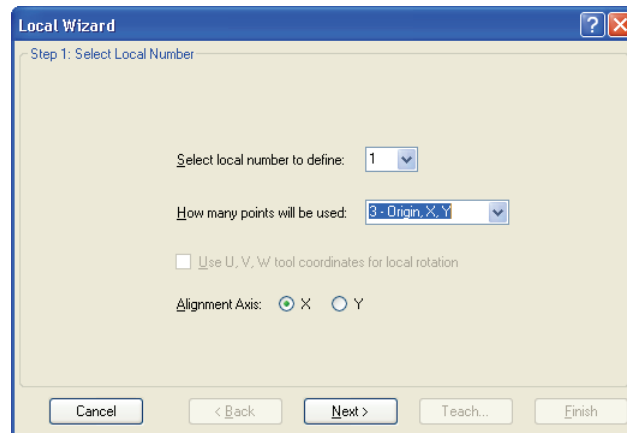 Local Wizard
Step 1: Select Local Number
Select local number to define: 1
How many points will be used: 3 - Origin, X, Y
Use U, V, W tool coordinates for local rotation
Alignment Axis: X Y
Cancel < Back Next > Teach... Finish